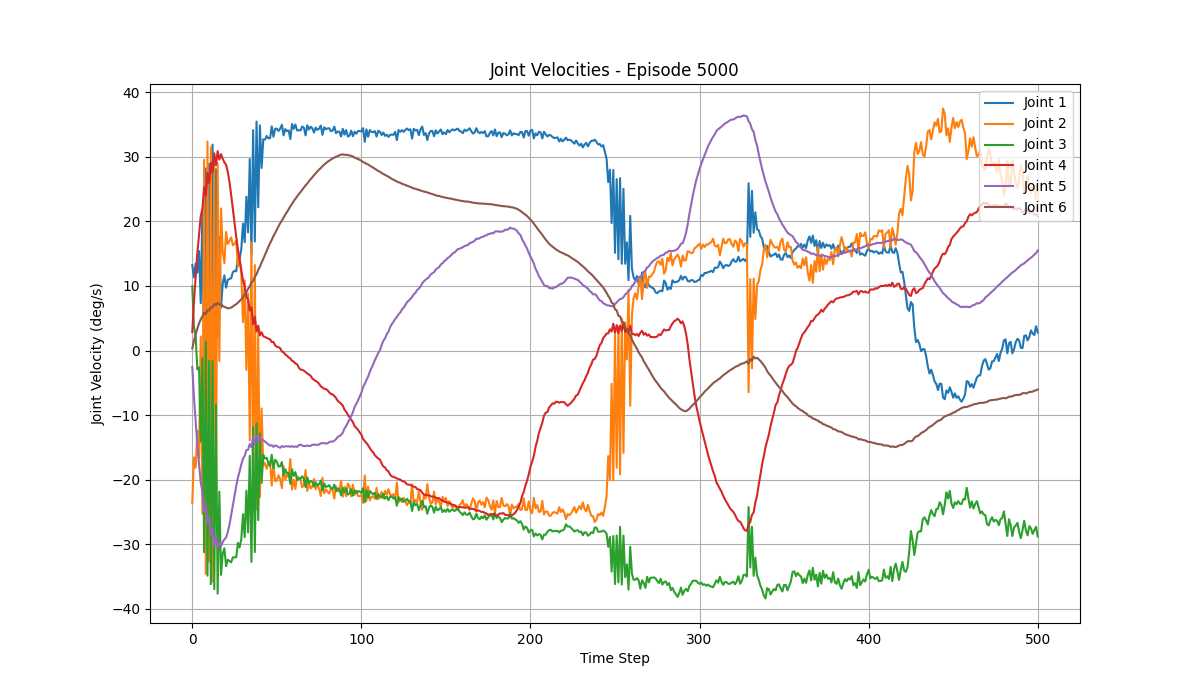 Joint Velocities - Episode 5000
Joint Velocity (deg/s)
40
30
20
10
0
−10
−20
−30
−40
Joint 1
Joint 2
Joint 3
Joint 4
Joint 5
Joint 6
0 100 200 300 400 500
Time Step